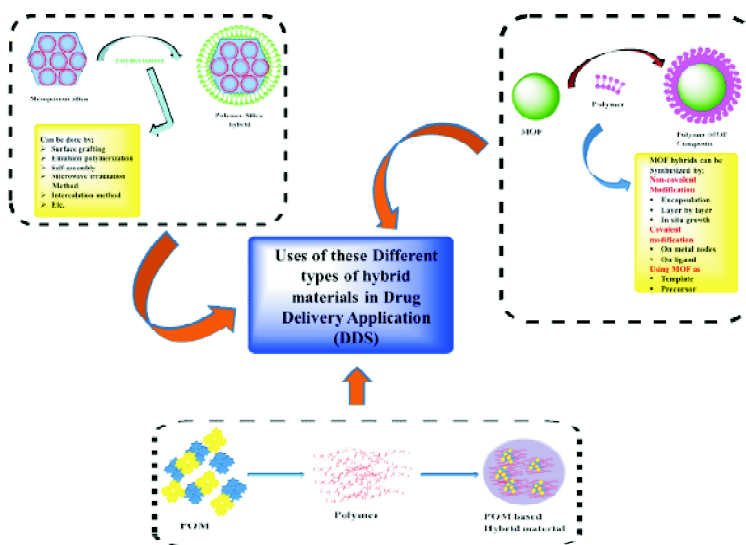 Mesoporous silica
Polymer Silica
hybrid
Can be done by;
Surface grafting
Emulsion polymerization
Self assembly
Microwave irradiation
Method
Intercalation method
Etc.
MOF
Polymer
Polymer-MOF
Composite
MOF hybrids can be
Synthesized by;
Non-covalent
Modification
Encapsulation
Layer by layer
In situ growth
Covalent
modification
On metal nodes
On ligand
Using MOF as
Template
Precursor
Uses of these Different
types of hybrid
materials in Drug
Delivery Application
(DDS)
POM
Polymer
POM based
Hybrid material